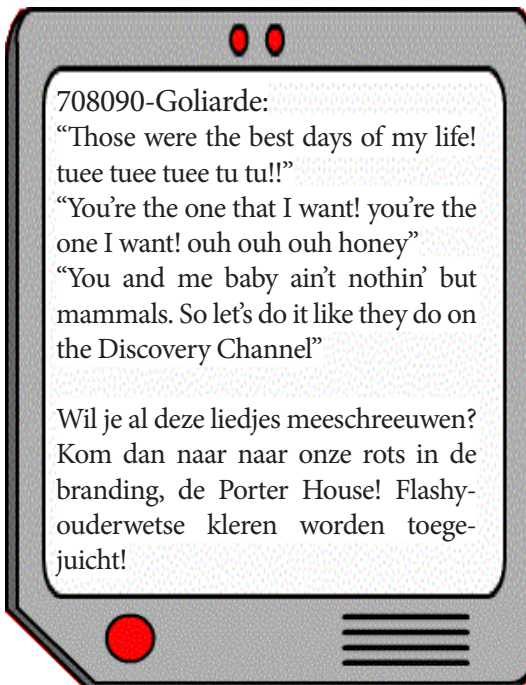 708090-Goliarde:
“Those were the best days of my life!
tuee tuee tuee tu tu!!”
“You’re the one that I want! you’re the
one I want! ouh ouh ouh honey”
“You and me baby ain’t nothin’ but
mammals. So let’s do it like they do on
the Discovery Channel”
Wil je al deze liedjes meeschreeuwen?
Kom dan naar naar onze rots in de
branding, de Porter House! Flashy-
ouderwetse kleren worden toege-
juicht!